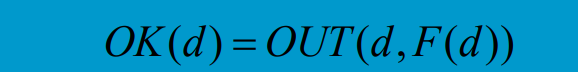 OK(d) = OUT(d, F(d))